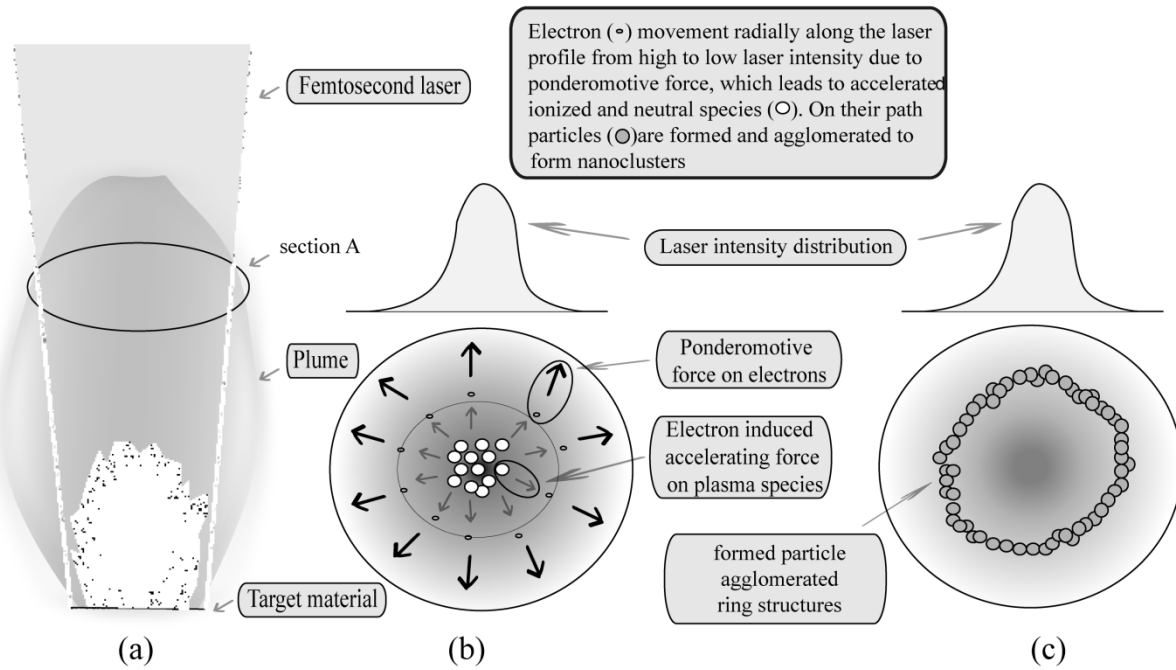 Electron ( ) movement radially along the laser
profile from high to low laser intensity due to
ponderomotive force, which leads to accelerated
ionized and neutral species ( ). On their path
particles ( )are formed and agglomerated to
form nanoclusters
Femtosecond laser
section A
Plume
Target material
Laser intensity distribution
Ponderomotive
force on electrons
Electron induced
accelerating force
on plasma species
formed particle
agglomerated
ring structures
(a)
(b)
(c)